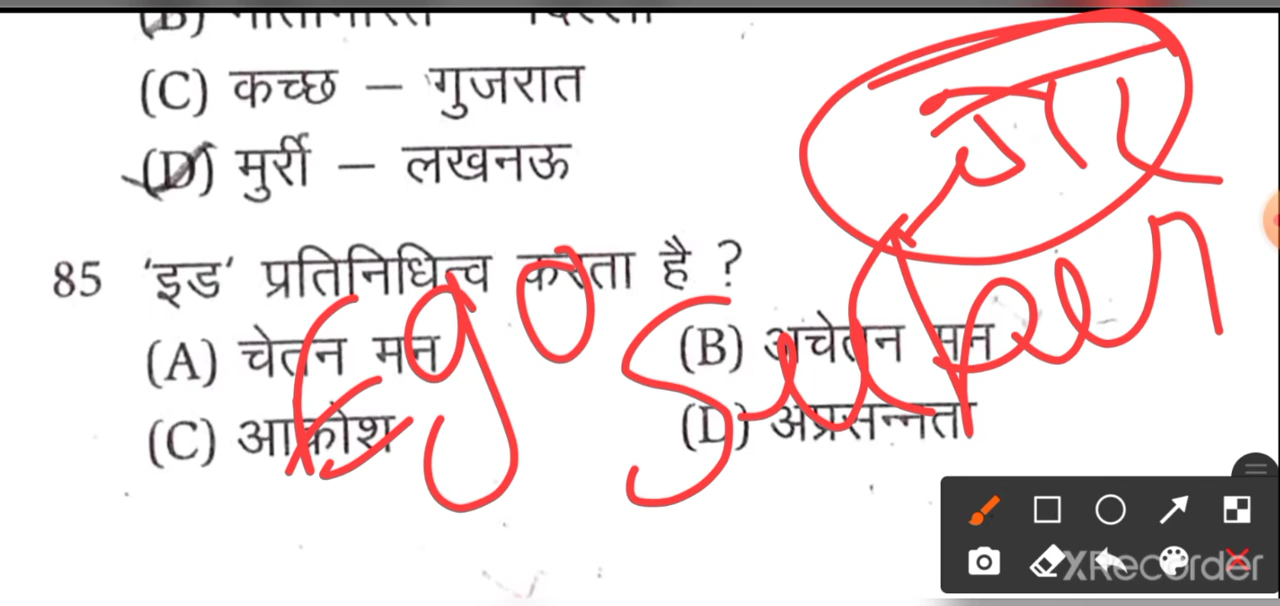 (C) कच्छ – गुजरात
(D) मुर्री – लखनऊ
85 ‘इड‘ प्रतिनिधित्व करता है ?
(A) चेतन मन (B) अचेतन मन
(C) आक्रोश (D) अप्रसन्नता
Ego Super
XRecorder